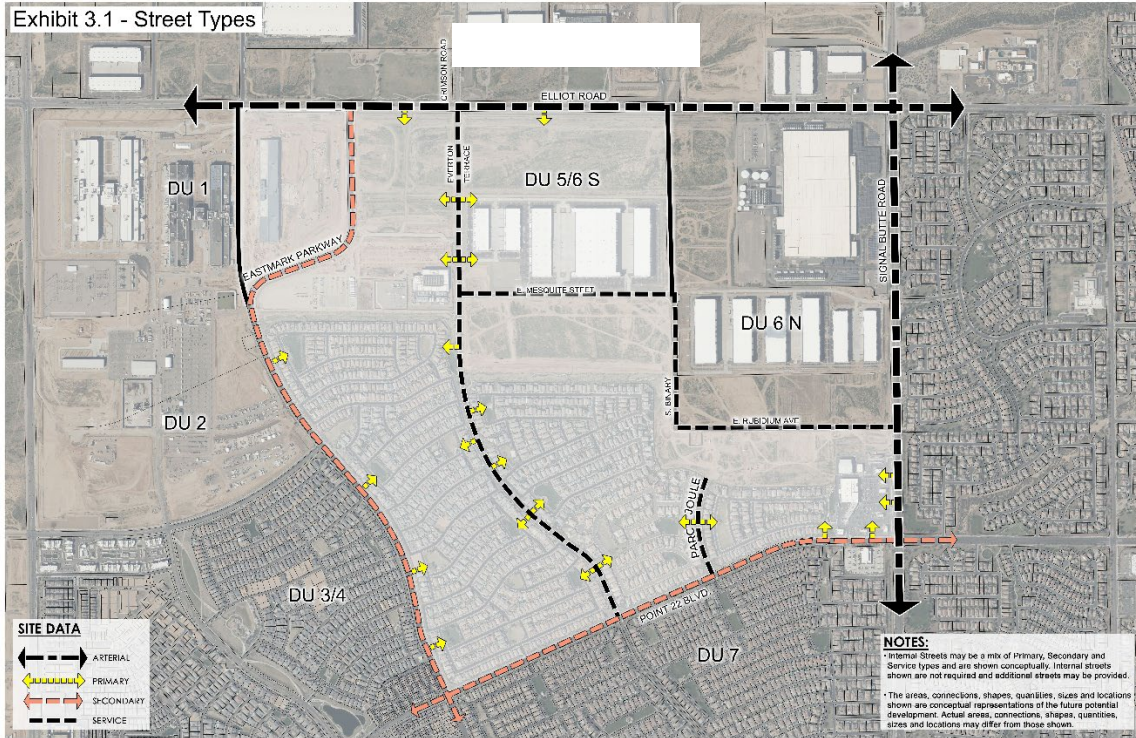 Exhibit 3.1 - Street Types
CRIMSON ROAD
ELLIOT ROAD
DU 1
EVERTON
TERRACE
DU 5/6 S
SIGNAL BUTTE ROAD
EASTMARK PARKWAY
E. MESQUITE STEET
DU 6 N
S. BINARY
DU 2
E. RUBIDIUM AVE
PARC JOULE
DU 3/4
POINT 22 BLVD.
DU 7
SITE DATA
ARTERIAL
PRIMARY
SECONDARY
SERVICE
NOTES:
• Internal Streets may be a mix of Primary, Secondary and
Service types and are shown conceptually. Internal streets
shown are not required and additional streets may be provided.
• The areas, connections, shapes, quantities, sizes and locations
shown are conceptual representations of the future potential
development. Actual areas, connections, shapes, quantities,
sizes and locations may differ from those shown.